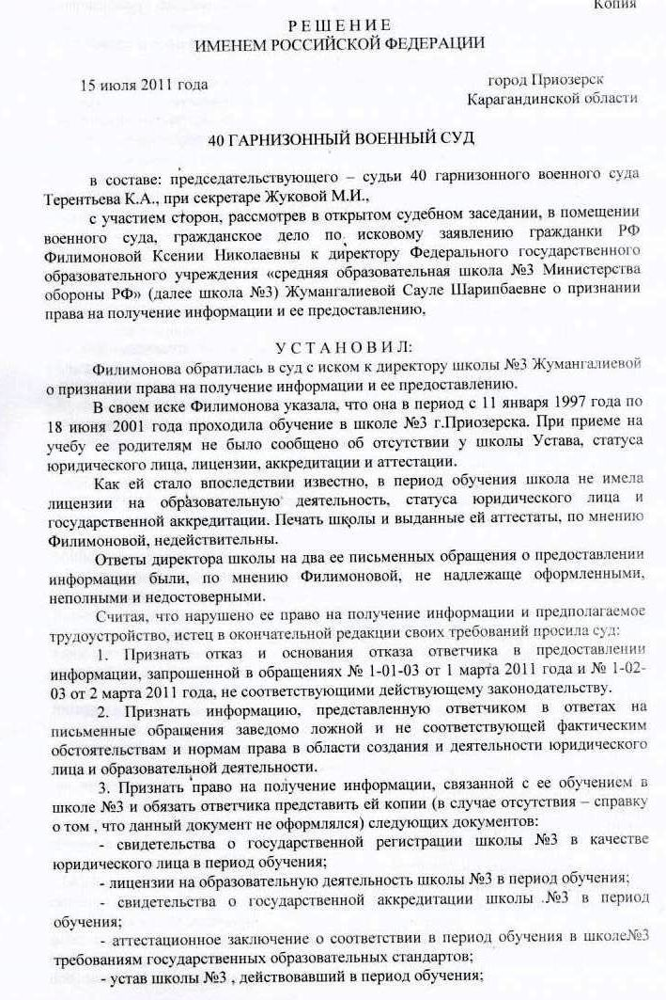 Копия
Р Е Ш Е Н И Е
ИМЕНЕМ РОССИЙСКОЙ ФЕДЕРАЦИИ
15 июля 2011 года
город Приозерск
Карагандинской области
40 ГАРНИЗОННЫЙ ВОЕННЫЙ СУД
в составе: председательствующего – судьи 40 гарнизонного военного суда
Терентьева К.А., при секретаре Жуковой М.И.,
с участием сторон, рассмотрев в открытом судебном заседании, в помещении
военного суда, гражданское дело по исковому заявлению гражданки РФ
Филимоновой Ксении Николаевны к директору Федерального государственного
образовательного учреждения «средняя образовательная школа №3 Министерства
обороны РФ» (далее школа №3) Жумангалиевой Сауле Шарипбаевне о признании
права на получение информации и ее предоставлению,
У С Т А Н О В И Л:
Филимонова обратилась в суд с иском к директору школы №3 Жумангалиевой
о признании права на получение информации и ее предоставлению.
В своем иске Филимонова указала, что она в период с 11 января 1997 года по
18 июня 2001 года проходила обучение в школе №3 г.Приозерска. При приеме на
учебу ее родителям не было сообщено об отсутствии у школы Устава, статуса
юридического лица, лицензии, аккредитации и аттестации.
Как ей стало впоследствии известно, в период обучения школа не имела
лицензии на образовательную деятельность, статуса юридического лица и
государственной аккредитации. Печать школы и выданные ей аттестаты, по мнению
Филимоновой, недействительны.
Ответы директора школы на два ее письменных обращения о предоставлении
информации были, по мнению Филимоновой, не надлежаще оформленными,
неполными и недостоверными.
Считая, что нарушено ее право на получение информации и предполагаемое
трудоустройство, истец в окончательной редакции своих требований просила суд:
1. Признать отказ и основания отказа ответчика в предоставлении
информации, запрошенной в обращениях № 1-01-03 от 1 марта 2011 года и № 1-02-
03 от 2 марта 2011 года, не соответствующими действующему законодательству.
2. Признать информацию, представленную ответчиком в ответах на
письменные обращения заведомо ложной и не соответствующей фактическим
обстоятельствам и нормам права в области создания и деятельности юридического
лица и образовательной деятельности.
3. Признать право на получение информации, связанной с ее обучением в
школе №3 и обязать ответчика представить ей копии (в случае отсутствия – справку
о том , что данный документ не оформлялся) следующих документов:
- свидетельства о государственной регистрации школы №3 в качестве
юридического лица в период обучения;
- лицензии на образовательную деятельность школы №3 в период обучения;
- свидетельства о государственной аккредитации школы №3 в период
обучения;
- аттестационное заключение о соответствии в период обучения в школе№3
требованиям государственных образовательных стандартов;
- устав школы №3 , действовавший в период обучения;